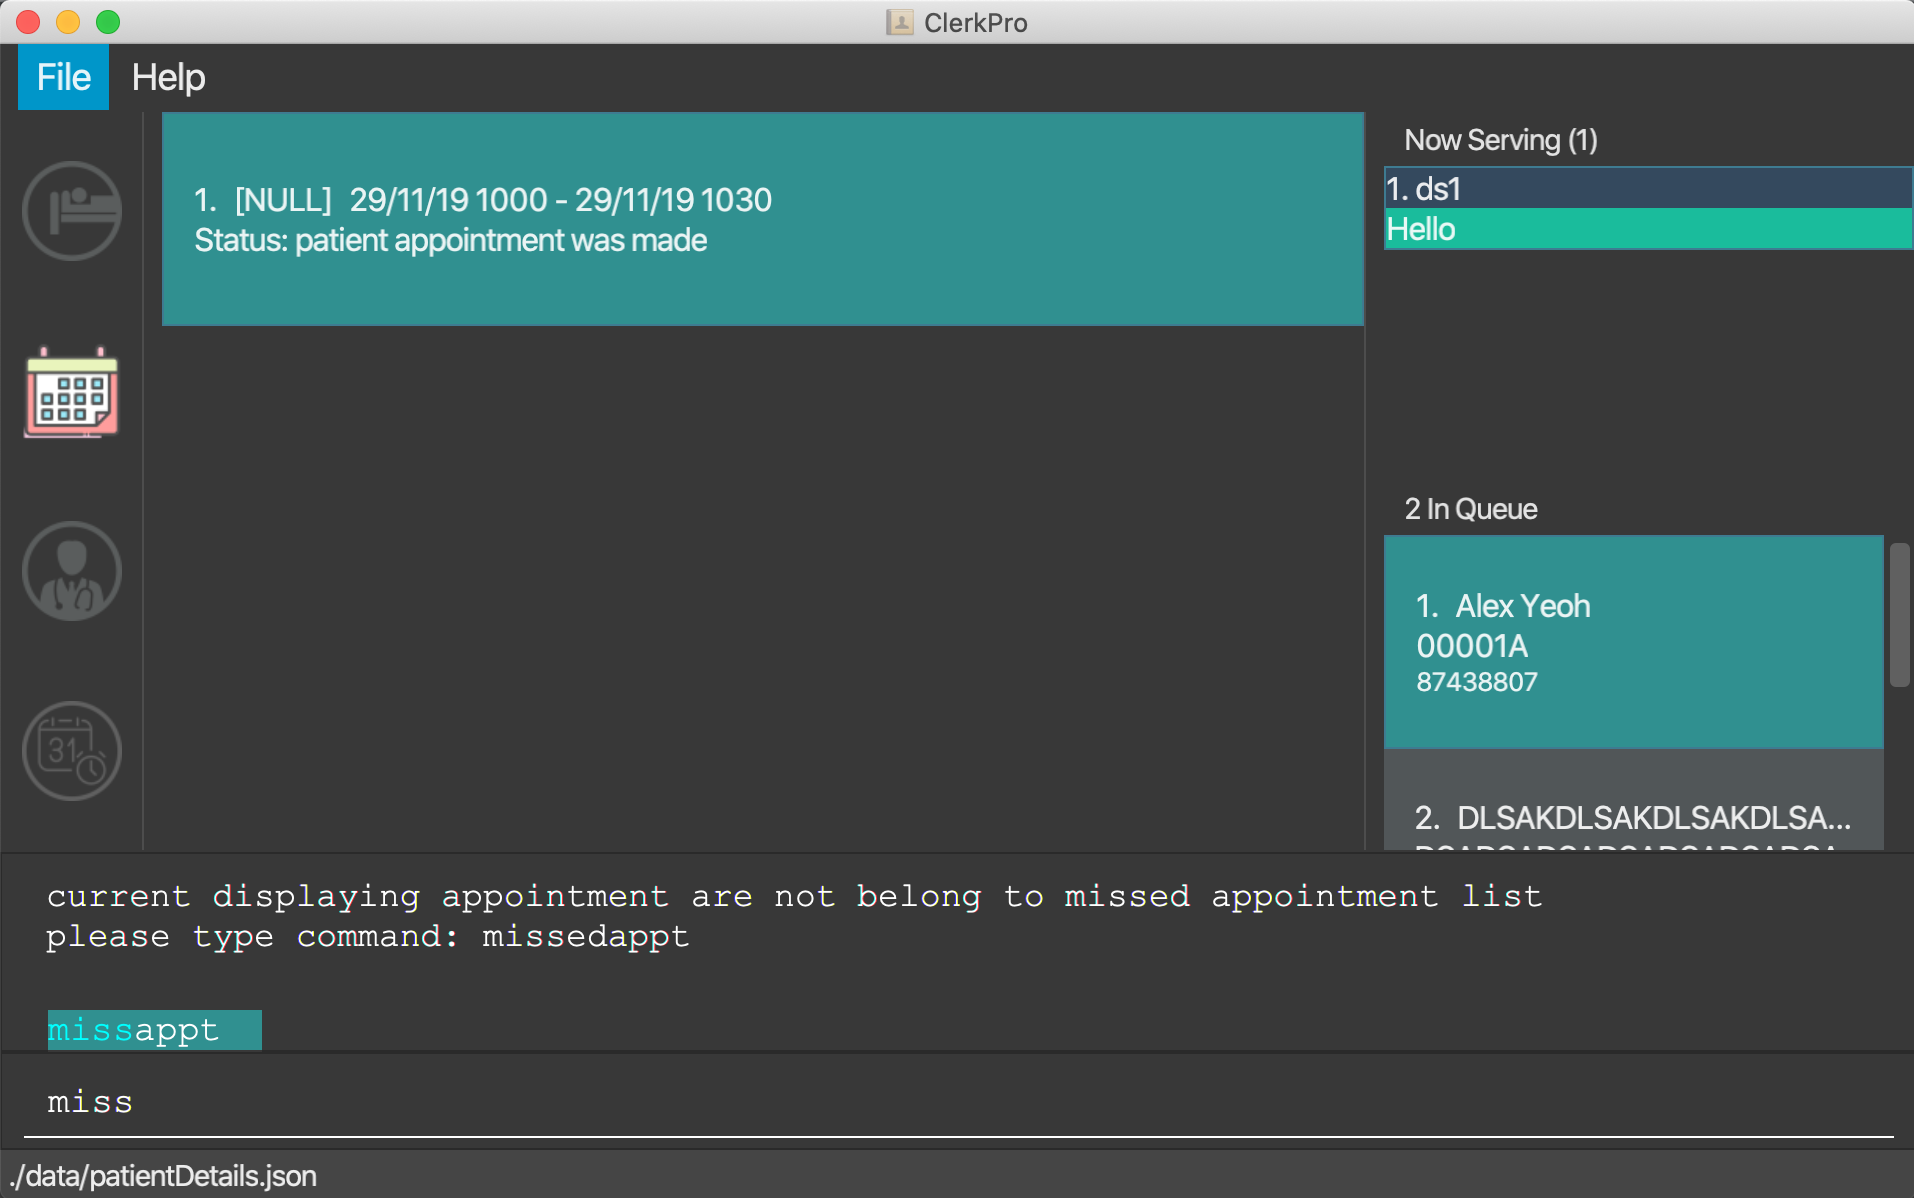 ClerkPro
File Help
1. [NULL] 29/11/19 1000 - 29/11/19 1030
Status: patient appointment was made
Now Serving (1)
1. ds1
Hello
2 In Queue
1. Alex Yeoh
00001A
87438807
2. DLSAKDLSAKDLSAKDLSA...
31
current displaying appointment are not belong to missed appointment list
please type command: missedappt
missappt
miss
./data/patientDetails.json